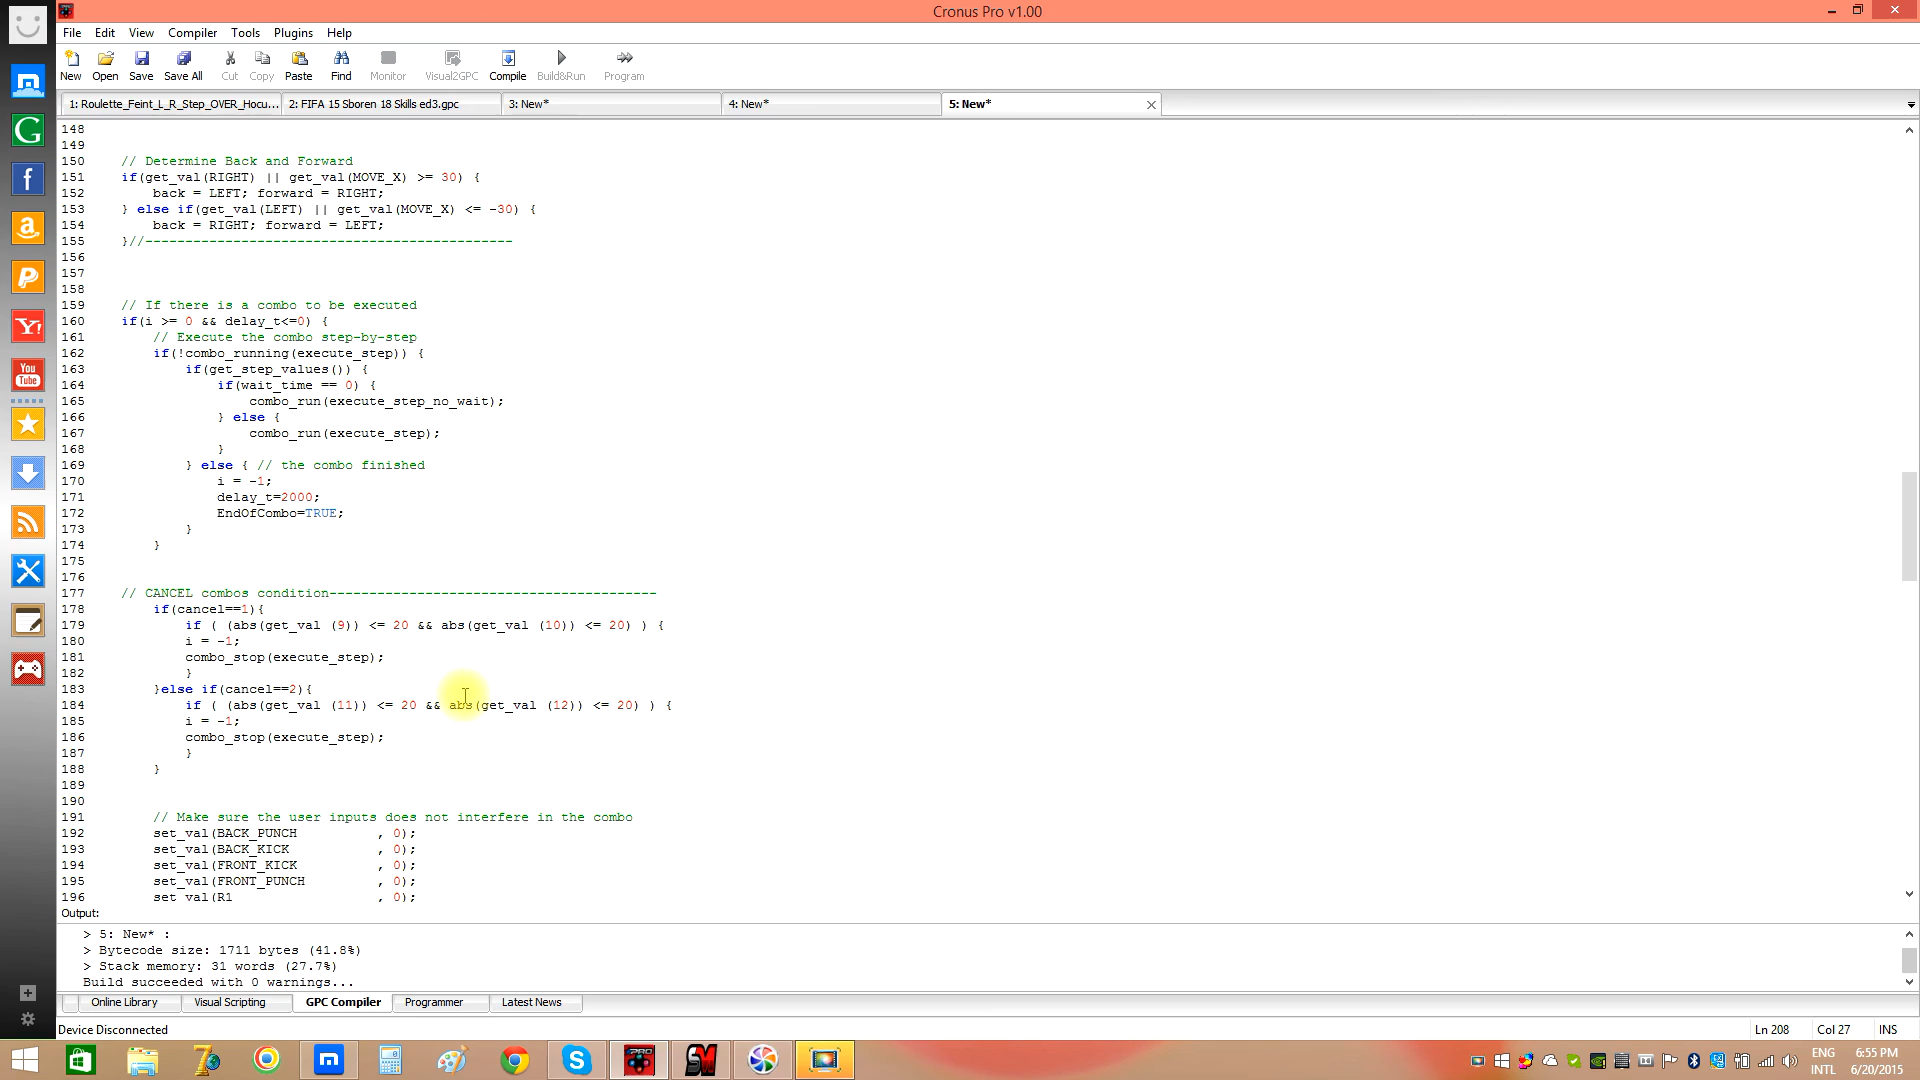 Cronus Pro v1.00
File Edit View Compiler Tools Plugins Help
New Open Save Save All Cut Copy Paste Find Monitor Visual2GPC Compile Build&Run Program
1: Roulette_Feint_L_R_Step_OVER_Hocu... 2: FIFA 15 Sboren 18 Skills ed3.gpc 3: New* 4: New* 5: New*
148
149
150 // Determine Back and Forward
151 if(get_val(RIGHT) || get_val(MOVE_X) >= 30) {
152 back = LEFT; forward = RIGHT;
153 } else if(get_val(LEFT) || get_val(MOVE_X) <= -30) {
154 back = RIGHT; forward = LEFT;
155 }//----------------------------------------------
156
157
158
159 // If there is a combo to be executed
160 if(i >= 0 && delay_t<=0) {
161 // Execute the combo step-by-step
162 if(!combo_running(execute_step)) {
163 if(get_step_values()) {
164 if(wait_time == 0) {
165 combo_run(execute_step_no_wait);
166 } else {
167 combo_run(execute_step);
168 }
169 } else { // the combo finished
170 i = -1;
171 delay_t=2000;
172 EndOfCombo=TRUE;
173 }
174 }
175
176
177 // CANCEL combos condition-----------------------------------------
178 if(cancel==1){
179 if ( (abs(get_val (9)) <= 20 && abs(get_val (10)) <= 20) ) {
180 i = -1;
181 combo_stop(execute_step);
182 }
183 }else if(cancel==2){
184 if ( (abs(get_val (11)) <= 20 && abs(get_val (12)) <= 20) ) {
185 i = -1;
186 combo_stop(execute_step);
187 }
188 }
189
190
191 // Make sure the user inputs does not interfere in the combo
192 set_val(BACK_PUNCH , 0);
193 set_val(BACK_KICK , 0);
194 set_val(FRONT_KICK , 0);
195 set_val(FRONT_PUNCH , 0);
196 set_val(R1 , 0);
Output:
> 5: New* :
> Bytecode size: 1711 bytes (41.8%)
> Stack memory: 31 words (27.7%)
Build succeeded with 0 warnings...
Online Library Visual Scripting GPC Compiler Programmer Latest News
Device Disconnected Ln 208 Col 27 INS
ENG 6:55 PM
INTL 6/20/2015